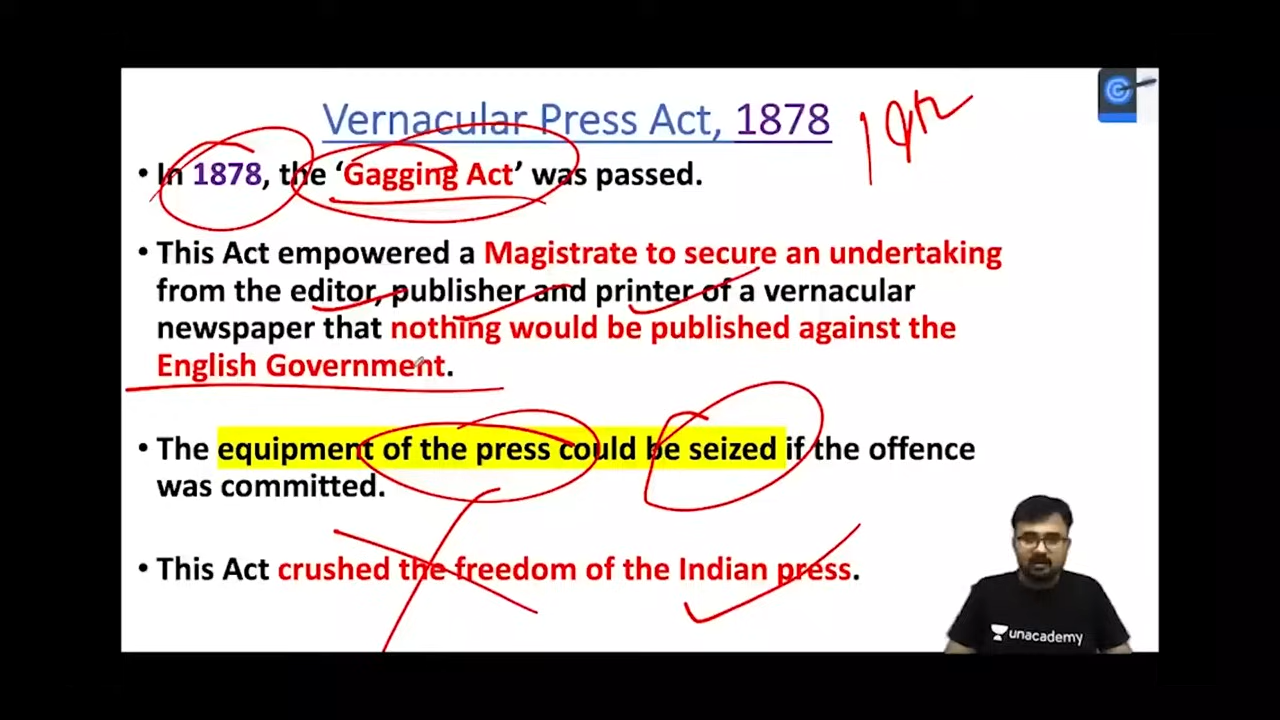 Vernacular Press Act, 1878
• In 1878, the ‘Gagging Act’ was passed.
• This Act empowered a Magistrate to secure an undertaking
from the editor, publisher and printer of a vernacular
newspaper that nothing would be published against the
English Government.
• The equipment of the press could be seized if the offence
was committed.
• This Act crushed the freedom of the Indian press.
unacademy